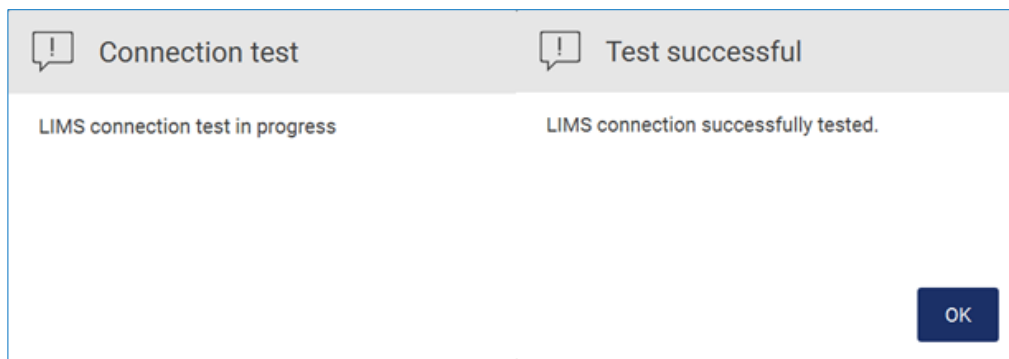 Connection test
LIMS connection test in progress
Test successful
LIMS connection successfully tested.
OK